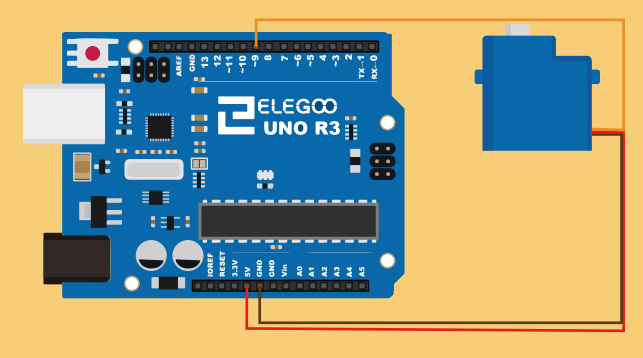 AREF
GND
13
12
~11
~10
~9
8
7
~6
~5
4
~3
2
TX→1
RX←0
ELEGOO
UNO R3
IOREF
RESET
3.3V
5V
GND
GND
Vin
A0
A1
A2
A3
A4
A5